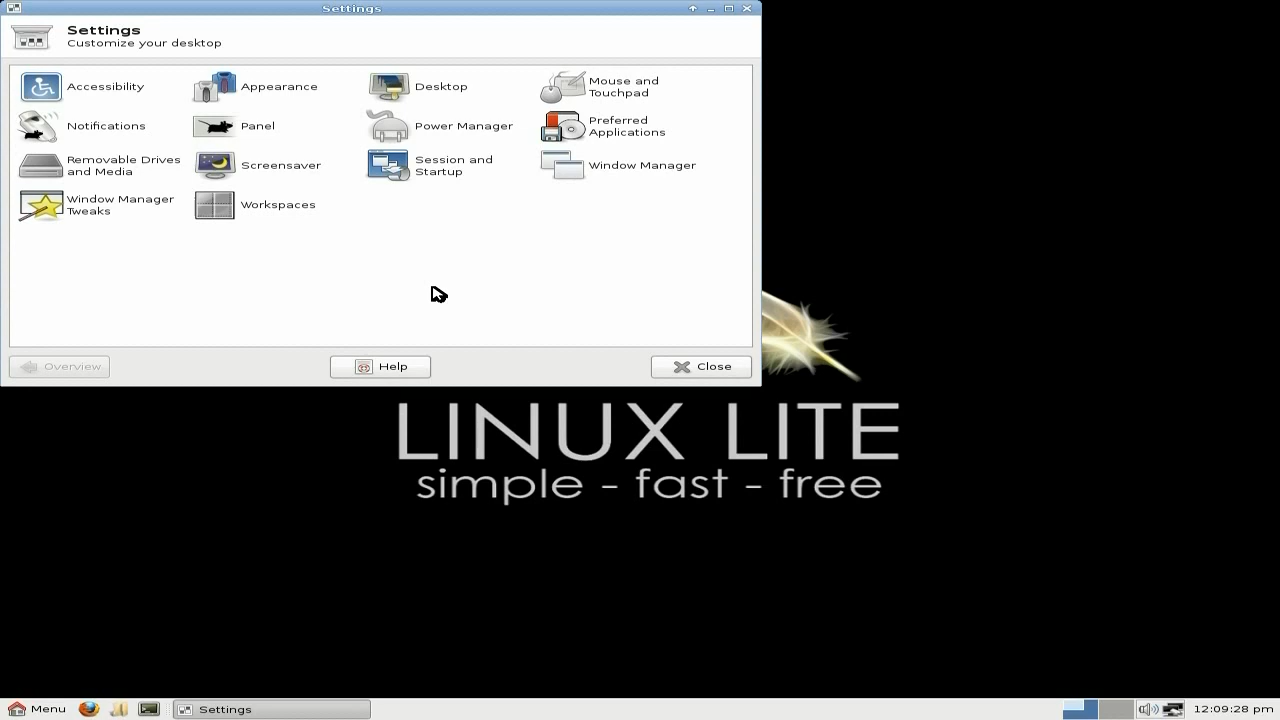 Settings
Settings
Customize your desktop
Accessibility
Appearance
Desktop
Mouse and
Touchpad
Notifications
Panel
Power Manager
Preferred
Applications
Removable Drives
and Media
Screensaver
Session and
Startup
Window Manager
Window Manager
Tweaks
Workspaces
Overview
Help
Close
LINUX LITE
simple - fast - free
Menu
Settings
12:09:28 pm